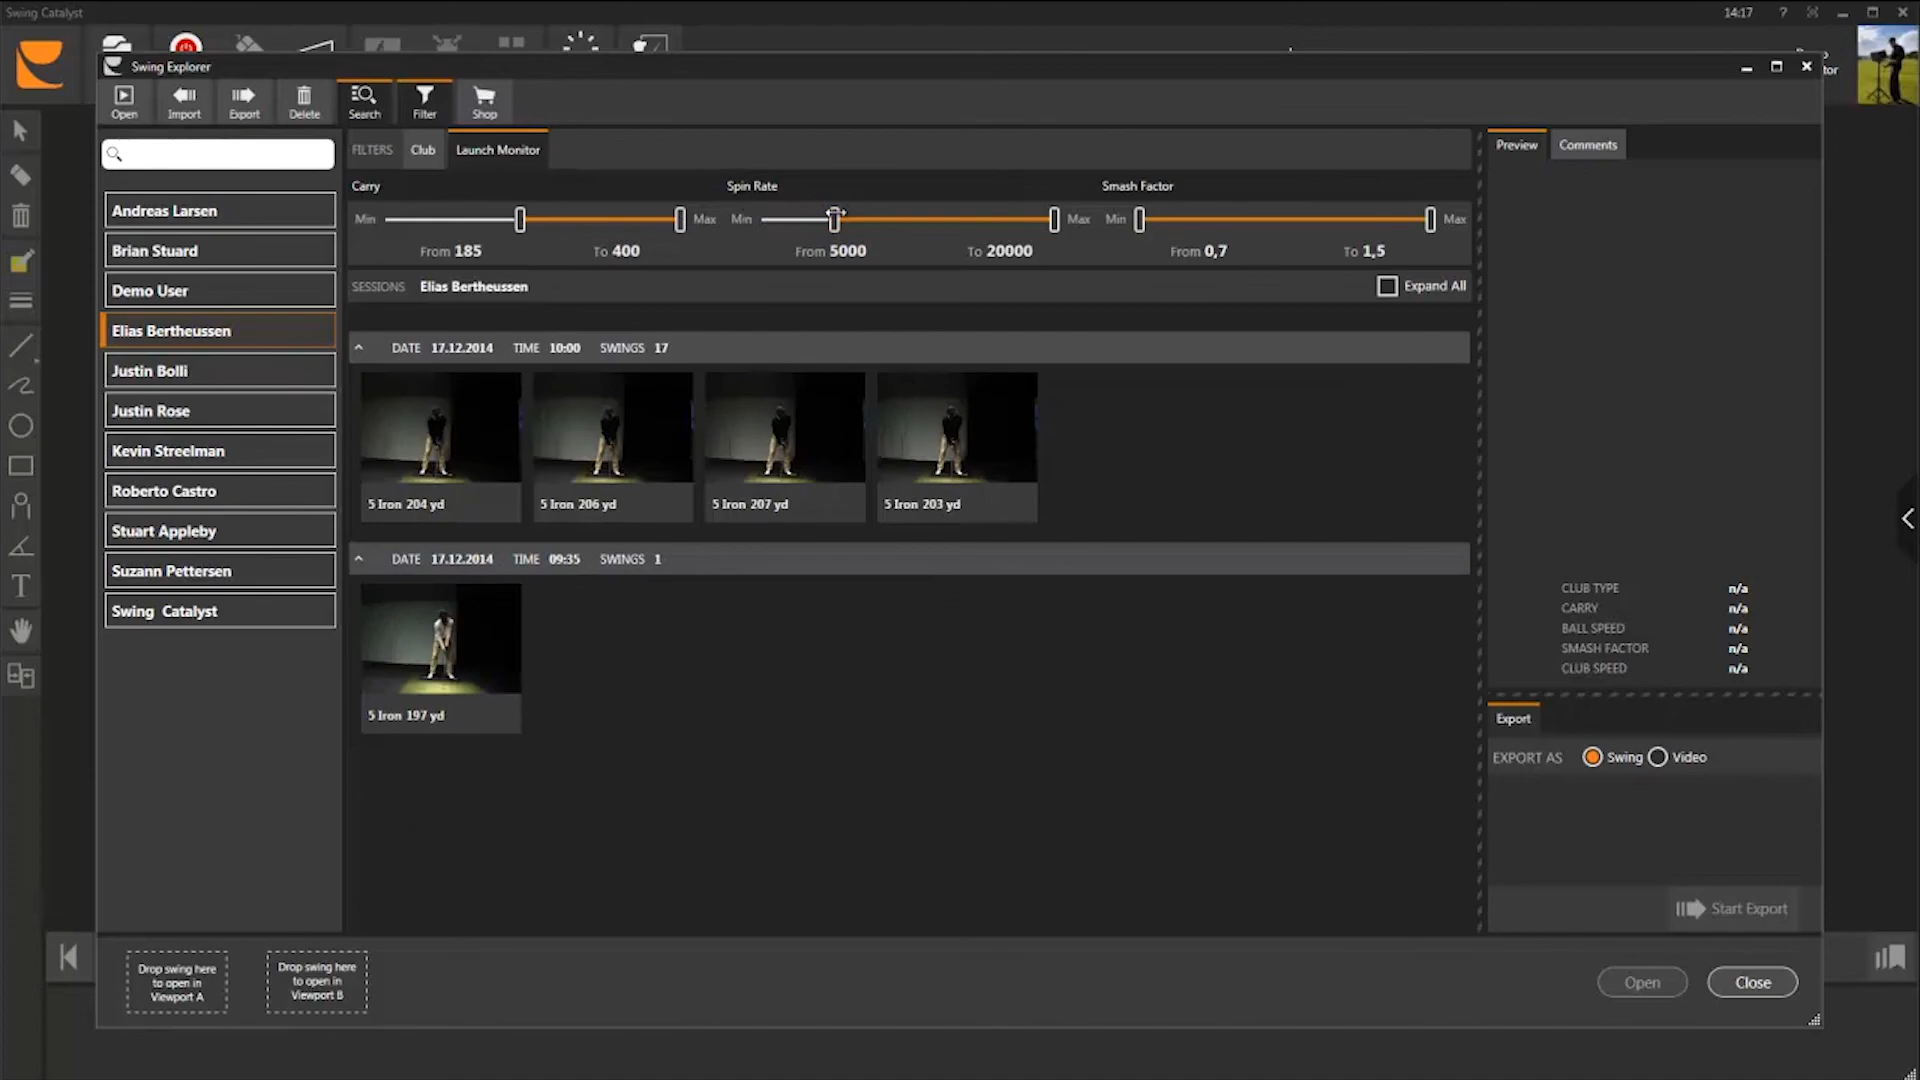 Swing Catalyst
14:17
?
Swing Explorer
Open
Import
Export
Delete
Search
Filter
Shop
FILTERS
Club
Launch Monitor
Preview
Comments
Carry
Spin Rate
Smash Factor
Min
Max
Min
Max
Min
Max
From 185
To 400
From 5000
To 20000
From 0,7
To 1,5
SESSIONS Elias Bertheussen
Expand All
Andreas Larsen
Brian Stuard
Demo User
Elias Bertheussen
Justin Bolli
Justin Rose
Kevin Streelman
Roberto Castro
Stuart Appleby
Suzann Pettersen
Swing Catalyst
DATE 17.12.2014 TIME 10:00 SWINGS 17
5 Iron 204 yd
5 Iron 206 yd
5 Iron 207 yd
5 Iron 203 yd
DATE 17.12.2014 TIME 09:35 SWINGS 1
5 Iron 197 yd
CLUB TYPE n/a
CARRY n/a
BALL SPEED n/a
SMASH FACTOR n/a
CLUB SPEED n/a
Export
EXPORT AS Swing Video
Start Export
Drop swing here
to open in
Viewport A
Drop swing here
to open in
Viewport B
Open
Close
T